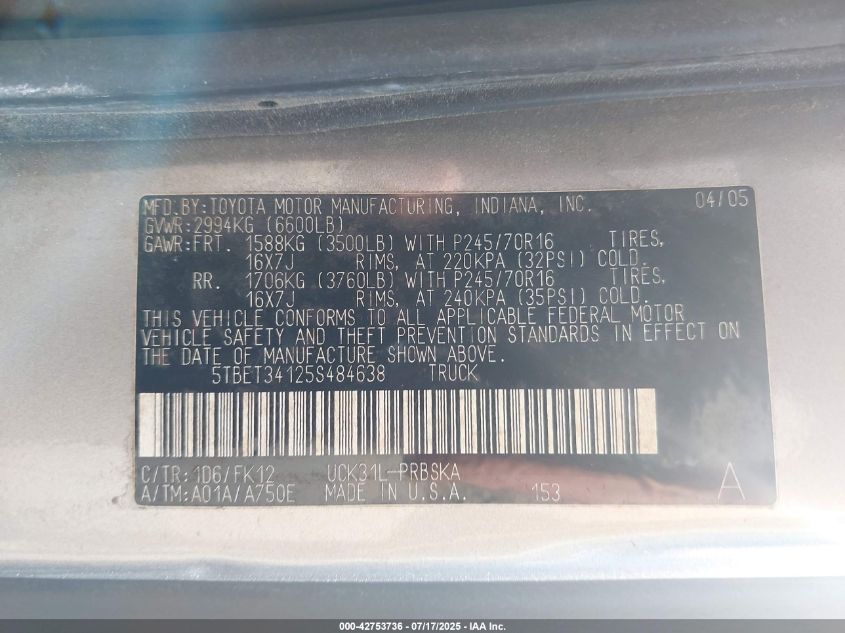 MFD.BY:TOYOTA MOTOR MANUFACTURING, INDIANA, INC. 04/05
GVWR:2994KG (6600LB)
GAWR:FRT. 1588KG (3500LB) WITH P245/70R16 TIRES,
16X7J RIMS, AT 220KPA (32PSI) COLD.
RR. 1706KG (3760LB) WITH P245/70R16 TIRES,
16X7J RIMS, AT 240KPA (35PSI) COLD.
THIS VEHICLE CONFORMS TO ALL APPLICABLE FEDERAL MOTOR
VEHICLE SAFETY AND THEFT PREVENTION STANDARDS IN EFFECT ON
THE DATE OF MANUFACTURE SHOWN ABOVE.
5TBET34125S484638 TRUCK
C/TR:1D6/FK12 UCK31L-PRBSKA
A/TM:A01A/A750E MADE IN U.S.A. 153 A
000-42753736 - 07/17/2025 - IAA Inc.